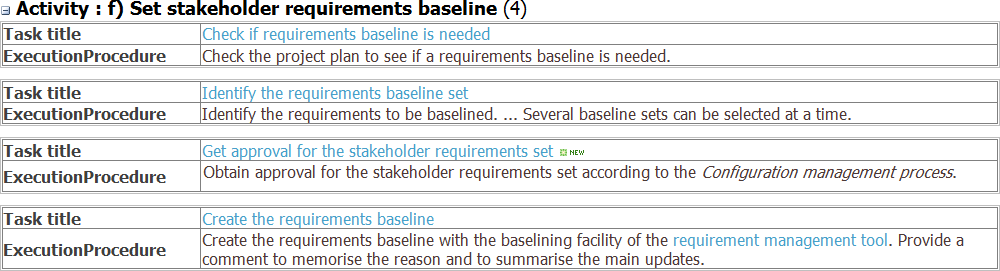 Activity : f) Set stakeholder requirements baseline (4)
Task title Check if requirements baseline is needed
ExecutionProcedure Check the project plan to see if a requirements baseline is needed.
Task title Identify the requirements baseline set
ExecutionProcedure Identify the requirements to be baselined. ... Several baseline sets can be selected at a time.
Task title Get approval for the stakeholder requirements set NEW
ExecutionProcedure Obtain approval for the stakeholder requirements set according to the Configuration management process.
Task title Create the requirements baseline
ExecutionProcedure Create the requirements baseline with the baselining facility of the requirement management tool. Provide a
comment to memorise the reason and to summarise the main updates.